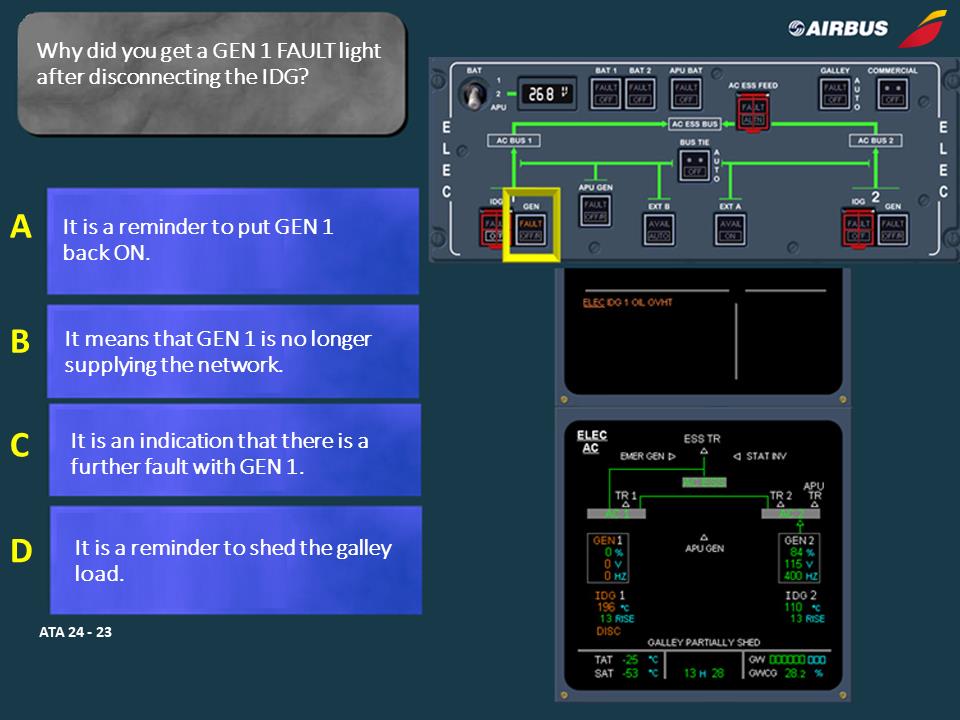 Why did you get a GEN 1 FAULT light
after disconnecting the IDG?
AIRBUS
BAT
1
2
APU
26.8 V
BAT 1
FAULT
OFF
BAT 2
FAULT
OFF
APU BAT
FAULT
OFF
AC ESS FEED
FAULT
ALTN
GALLEY
FAULT
OFF
AUTO
COMMERCIAL
OFF
ELEC
ELEC
AC BUS 1
AC ESS BUS
AC BUS 2
BUS TIE
OFF
AUTO
IDG
1
GEN
FAULT
OFF
FAULT
OFF/R
APU GEN
FAULT
OFF/R
EXT B
AVAIL
AUTO
EXT A
AVAIL
ON
IDG
2
GEN
FAULT
OFF
FAULT
OFF/R
A
It is a reminder to put GEN 1
back ON.
B
It means that GEN 1 is no longer
supplying the network.
C
It is an indication that there is a
further fault with GEN 1.
D
It is a reminder to shed the galley
load.
ATA 24 - 23
ELEC IDG 1 OIL OVHT
ELEC
AC
ESS TR
EMER GEN
STAT INV
AC ESS
TR 1
TR 2
APU
TR
AC 1
AC 2
GEN 1
0 %
0 V
0 HZ
APU GEN
GEN 2
84 %
115 V
400 HZ
IDG 1
196 °C
13 RISE
DISC
IDG 2
110 °C
13 RISE
GALLEY PARTIALLY SHED
TAT -25 °C
SAT -53 °C
13 H 28
GW
GWCG 28.2 %